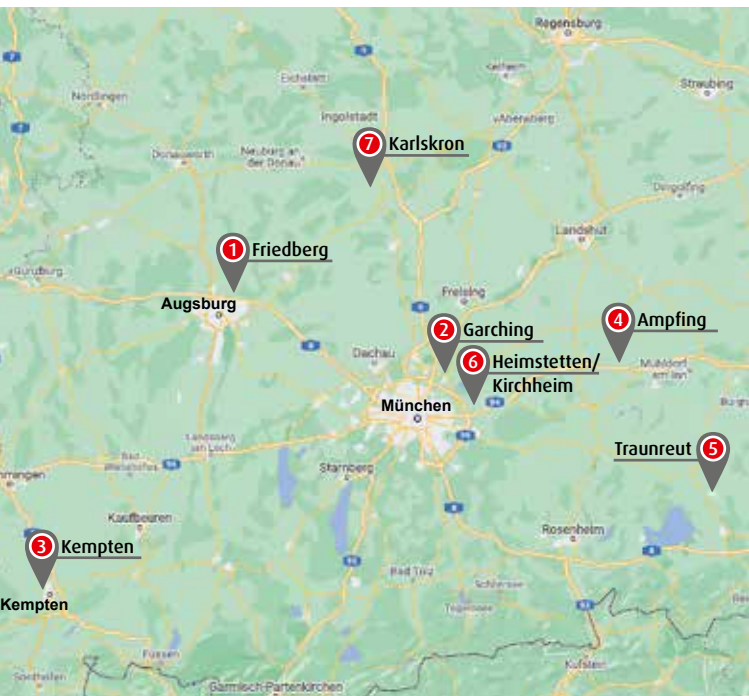 Regensburg
Kelheim
Eichstätt
Straubing
Nördlingen
Ingolstadt
Abensberg
7 Karlskron
Donauwörth
Neuburg an
der Donau
Dingolfing
1 Friedberg
Landshut
Günzburg
Augsburg
Freising
2 Garching
4 Ampfing
Dachau
6 Heimstetten/
Kirchheim
Mühldorf
am Inn
München
Landsberg
am Lech
Traunreut 5
Bad
Wörishofen
Starnberg
Kaufbeuren
Rosenheim
3 Kempten
Bad Tölz
Schliersee
Kempten
Tegernsee
Füssen
Kufstein
Sonthofen
Garmisch-Partenkirchen